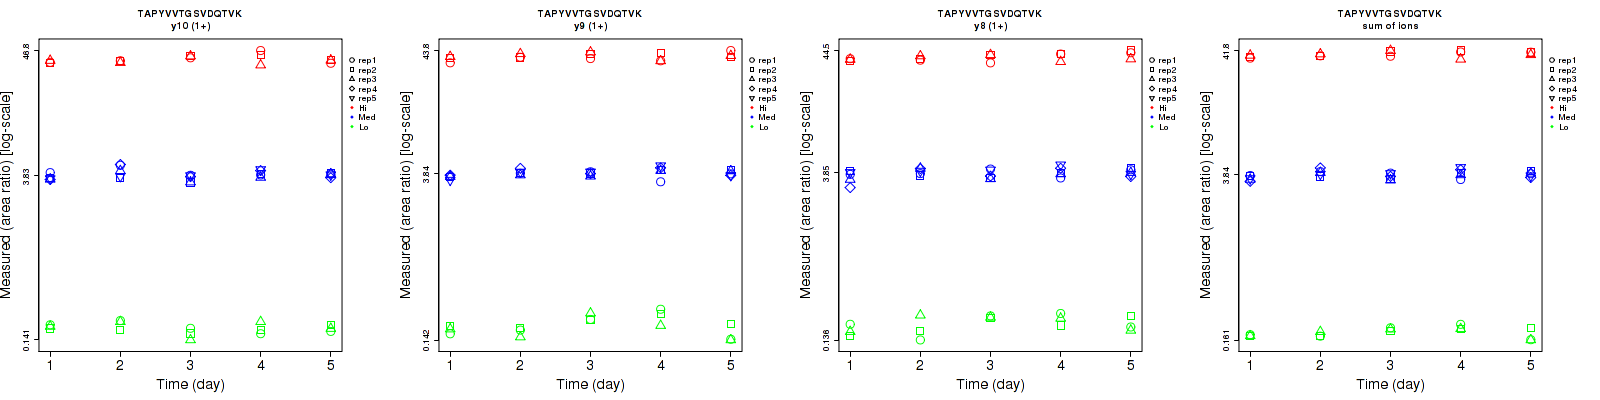 TAPYVVTGSVDQTVK
y10 (1+)
Measured (area ratio) [log-scale]
46.8
3.83
0.141
1 2 3 4 5
Time (day)
rep1
rep2
rep3
rep4
rep5
Hi
Med
Lo
TAPYVVTGSVDQTVK
y9 (1+)
Measured (area ratio) [log-scale]
43.8
3.84
0.142
1 2 3 4 5
Time (day)
rep1
rep2
rep3
rep4
rep5
Hi
Med
Lo
TAPYVVTGSVDQTVK
y8 (1+)
Measured (area ratio) [log-scale]
44.5
3.85
0.136
1 2 3 4 5
Time (day)
rep1
rep2
rep3
rep4
rep5
Hi
Med
Lo
TAPYVVTGSVDQTVK
sum of ions
Measured (area ratio) [log-scale]
41.8
3.84
0.161
1 2 3 4 5
Time (day)
rep1
rep2
rep3
rep4
rep5
Hi
Med
Lo